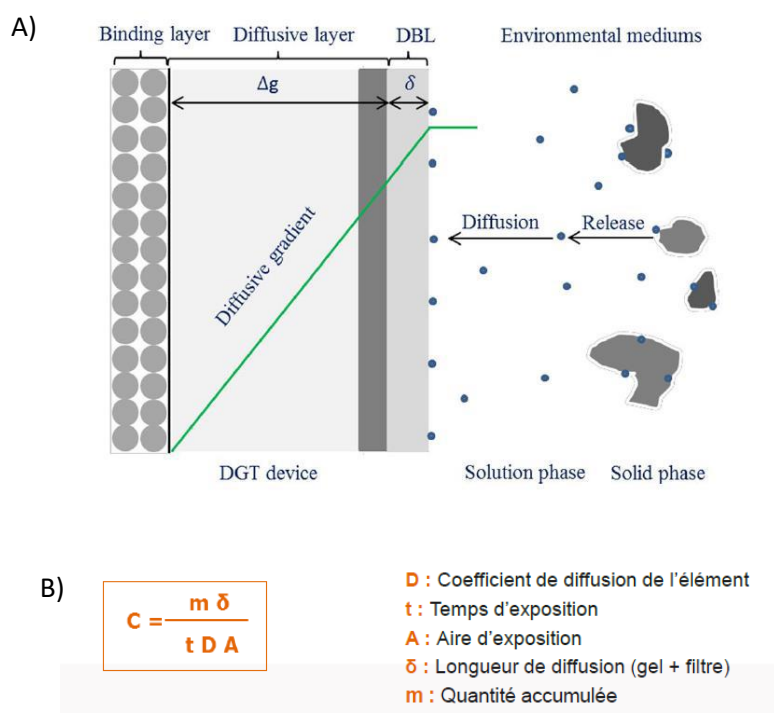 A)
Binding layer Diffusive layer DBL Environmental mediums
Δg δ
Diffusive gradient
Diffusion Release
DGT device Solution phase Solid phase
B)
C = m δ / t D A
D : Coefficient de diffusion de l'élément
t : Temps d'exposition
A : Aire d'exposition
δ : Longueur de diffusion (gel + filtre)
m : Quantité accumulée